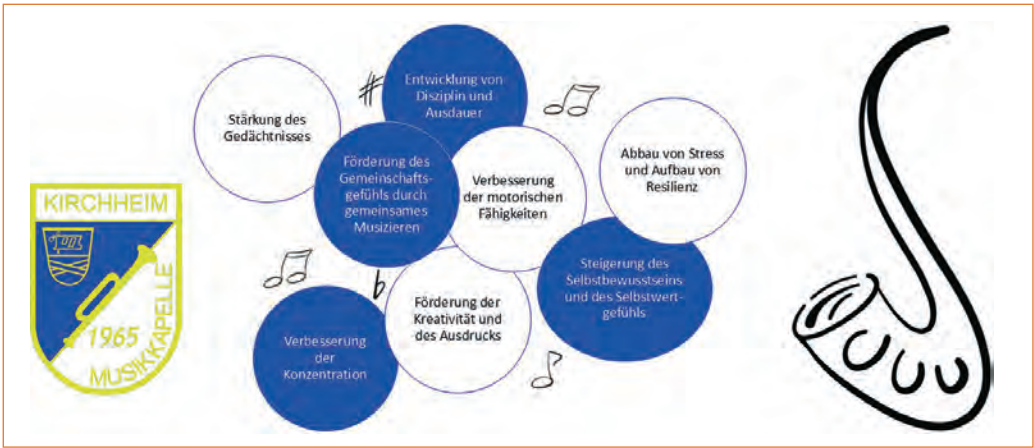 KIRCHHEIM
1965
MUSIKKAPELLE
Stärkung des
Gedächtnisses
Entwicklung von
Disziplin und
Ausdauer
Förderung des
Gemeinschafts-
gefühls durch
gemeinsames
Musizieren
Verbesserung
der motorischen
Fähigkeiten
Abbau von Stress
und Aufbau von
Resilienz
Verbesserung
der
Konzentration
Förderung der
Kreativität und
des Ausdrucks
Steigerung des
Selbstbewusstseins
und des Selbstwert-
gefühls